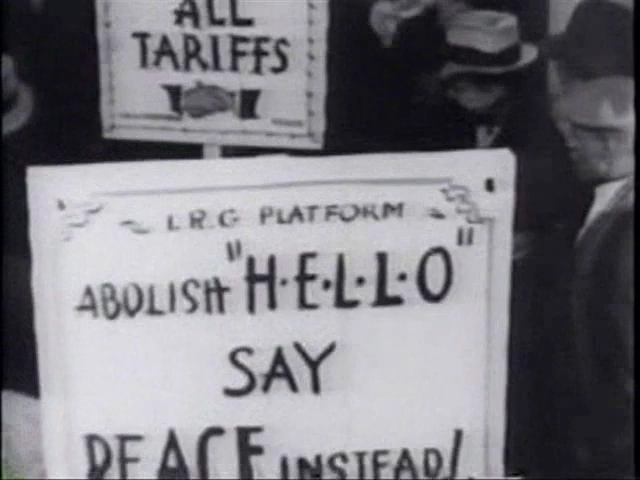 ALL
TARIFFS
I.R.G PLATFORM
ABOLISH "H·E·L·L·O"
SAY
PEACE INSTEAD!